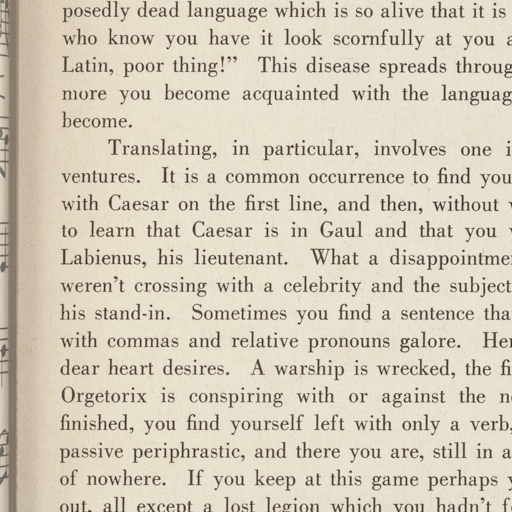 posedly dead language which is so alive that it is
who know you have it look scornfully at you
Latin, poor thing!" This disease spreads throug
more you become acquainted with the languag
become.
Translating, in particular, involves one
ventures. It is a common occurrence to find you
with Caesar on the first line, and then, without
to learn that Caesar is in Gaul and that you
Labienus, his lieutenant. What a disappointme
weren't crossing with a celebrity and the subject
his stand-in. Sometimes you find a sentence tha
with commas and relative pronouns galore. Her
dear heart desires. A warship is wrecked, the fi
Orgetorix is conspiring with or against the n
finished, you find yourself left with only a verb,
passive periphrastic, and there you are, still in a
of nowhere. If you keep at this game perhaps y
out, all except a lost legion which you hadn't f